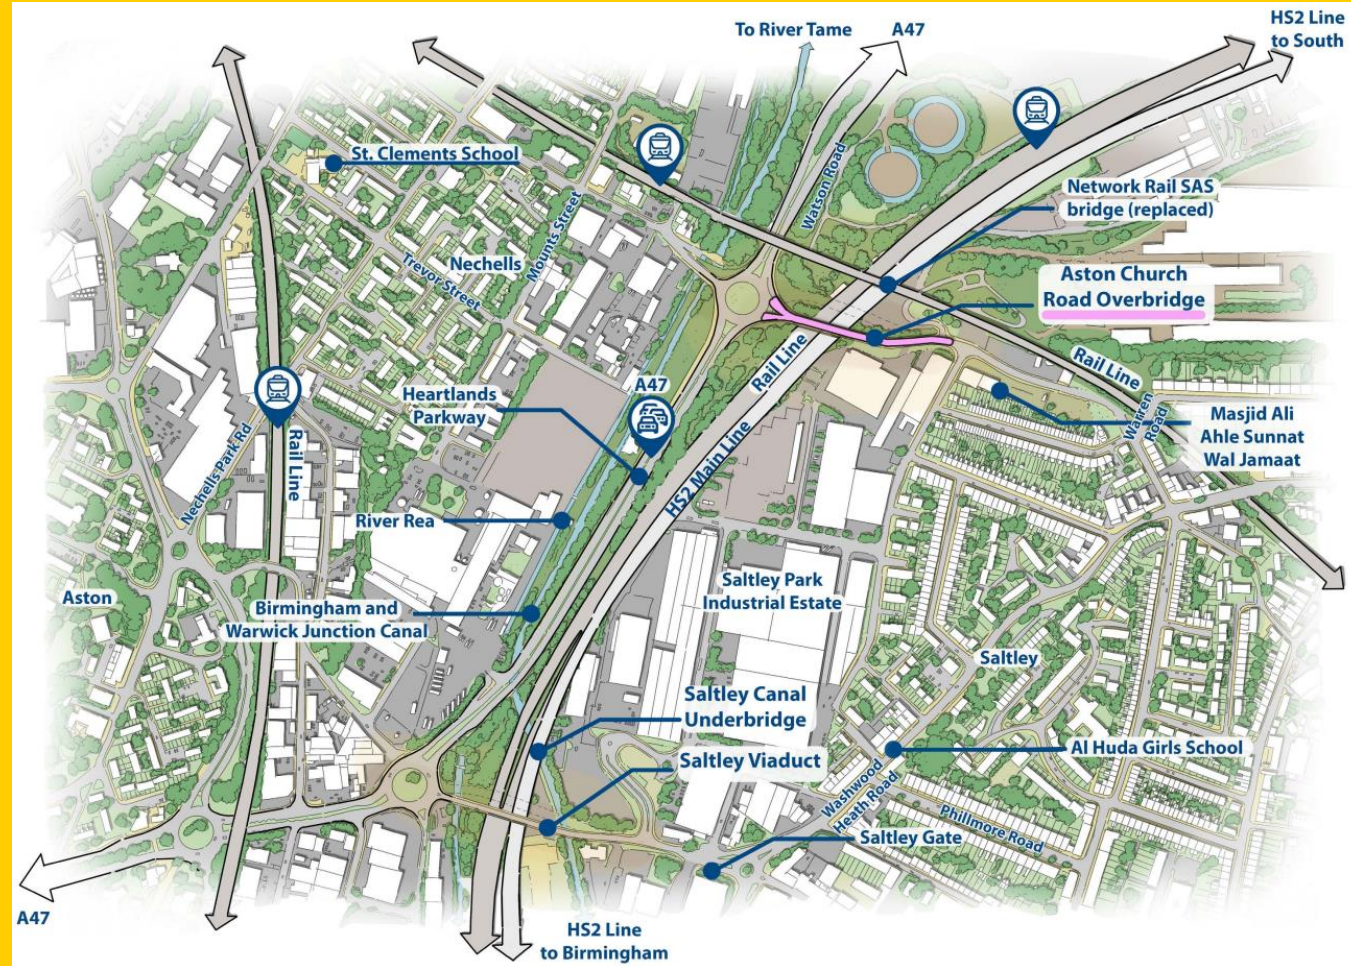 HS2 Line
to South
To River Tame
A47
St. Clements School
Watson Road
Network Rail SAS
bridge (replaced)
Mounts Street
Nechells
Trevor Street
Aston Church
Road Overbridge
Rail Line
Rail Line
Heartlands
Parkway
A47
Warren
Road
Masjid Ali
Ahle Sunnat
Wal Jamaat
Nechells Park Rd
Rail Line
HS2 Main Line
River Rea
Saltley Park
Industrial Estate
Aston
Birmingham and
Warwick Junction Canal
Saltley
Saltley Canal
Underbridge
Al Huda Girls School
Saltley Viaduct
Washwood
Heath Road
Phillmore Road
Saltley Gate
A47
HS2 Line
to Birmingham